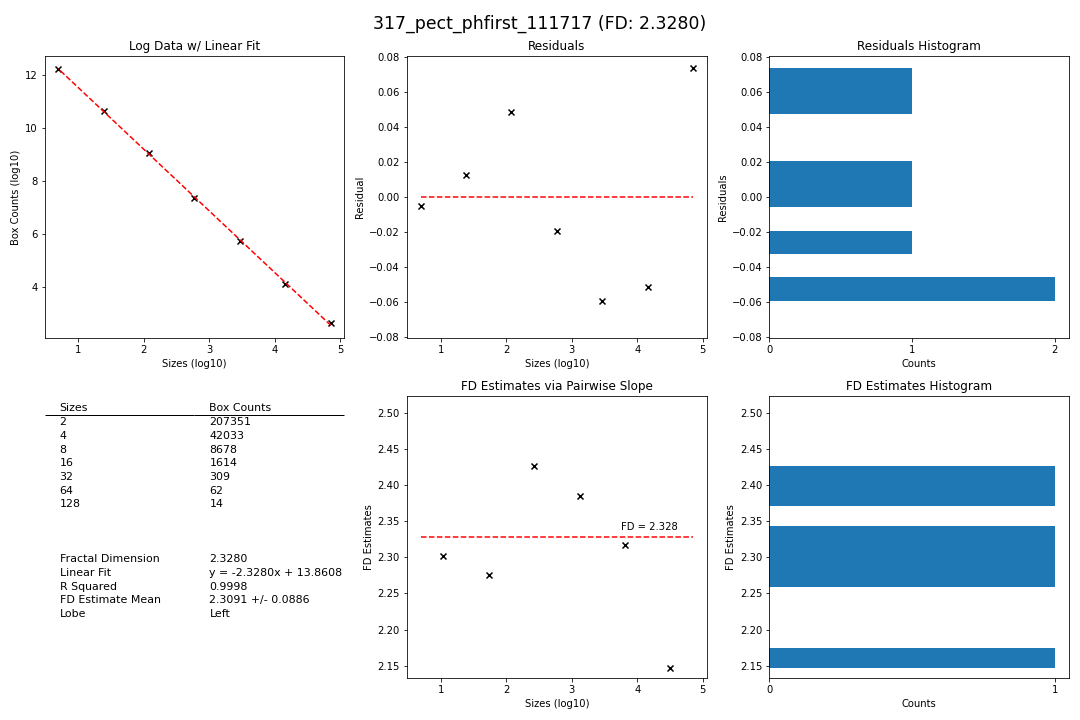 317_pect_phfirst_111717 (FD: 2.3280)
Log Data w/ Linear Fit
12
10
8
6
4
Box Counts (log10)
1 2 3 4 5
Sizes (log10)
Residuals
0.08
0.06
0.04
0.02
0.00
−0.02
−0.04
−0.06
−0.08
Residual
1 2 3 4 5
Sizes (log10)
Residuals Histogram
0.08
0.06
0.04
0.02
0.00
−0.02
−0.04
−0.06
−0.08
Residuals
0 1 2
Counts
Sizes Box Counts
2 207351
4 42033
8 8678
16 1614
32 309
64 62
128 14
Fractal Dimension 2.3280
Linear Fit y = -2.3280x + 13.8608
R Squared 0.9998
FD Estimate Mean 2.3091 +/- 0.0886
Lobe Left
FD Estimates via Pairwise Slope
2.50
2.45
2.40
2.35
2.30
2.25
2.20
2.15
FD Estimates
FD = 2.328
1 2 3 4 5
Sizes (log10)
FD Estimates Histogram
2.50
2.45
2.40
2.35
2.30
2.25
2.20
2.15
FD Estimates
0 1
Counts